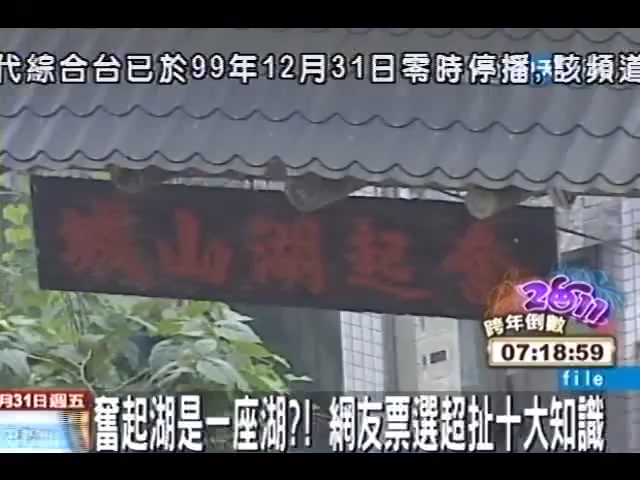 代綜合台已於99年12月31日零時停播,該頻道
奮起湖山城
2011
跨年倒數
07:18:59
file
月31日週五
奮起湖是一座湖?! 網友票選超扯十大知識